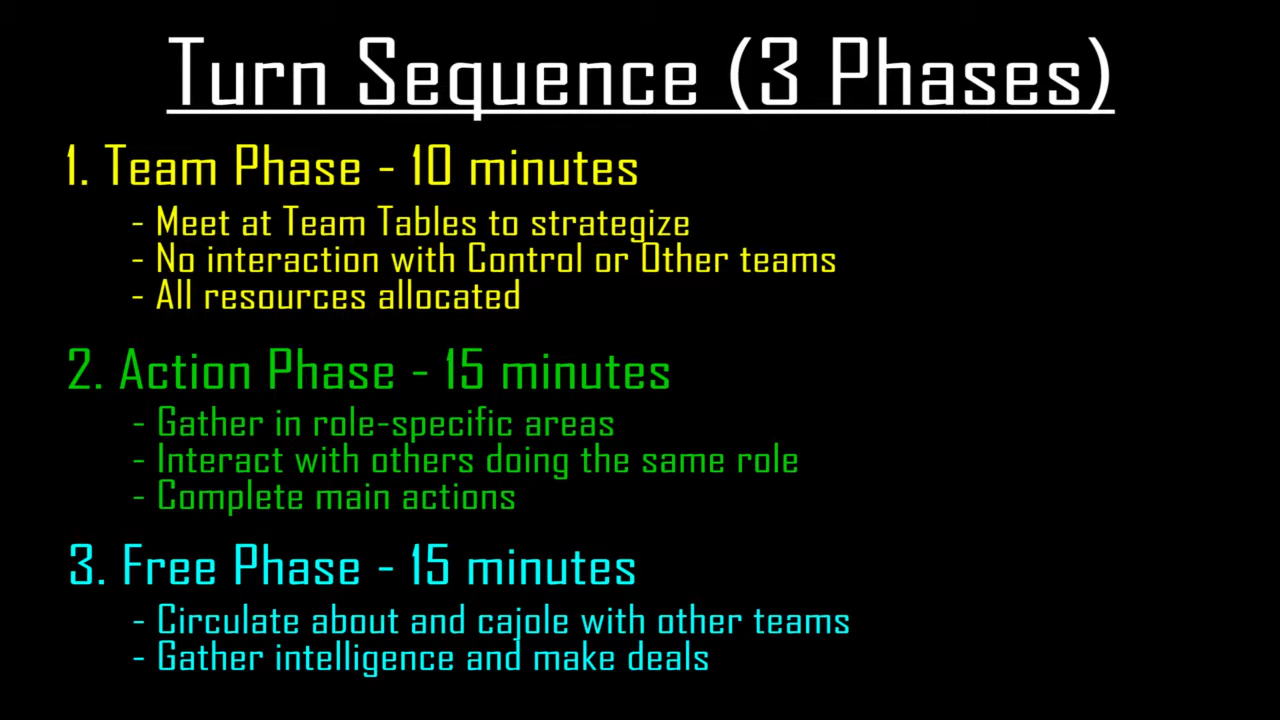 Turn Sequence (3 Phases)
1. Team Phase - 10 minutes
- Meet at Team Tables to strategize
- No interaction with Control or Other teams
- All resources allocated
2. Action Phase - 15 minutes
- Gather in role-specific areas
- Interact with others doing the same role
- Complete main actions
3. Free Phase - 15 minutes
- Circulate about and cajole with other teams
- Gather intelligence and make deals